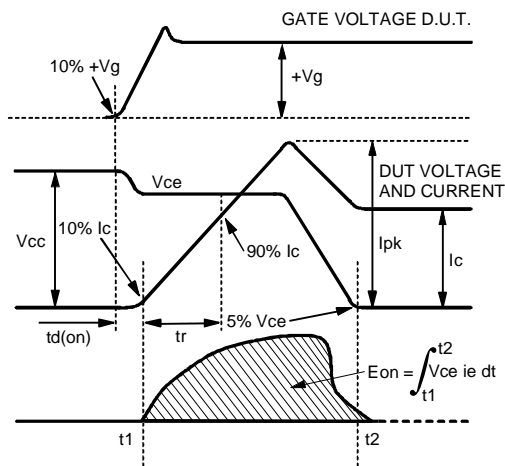 GATE VOLTAGE D.U.T.
10% +Vg
+Vg
Vce
DUT VOLTAGE
AND CURRENT
10% Ic
Vcc
90% Ic
Ipk
Ic
5% Vce
td(on)
tr
Eon = ∫ Vce ie dt
t2
t1
t1
t2